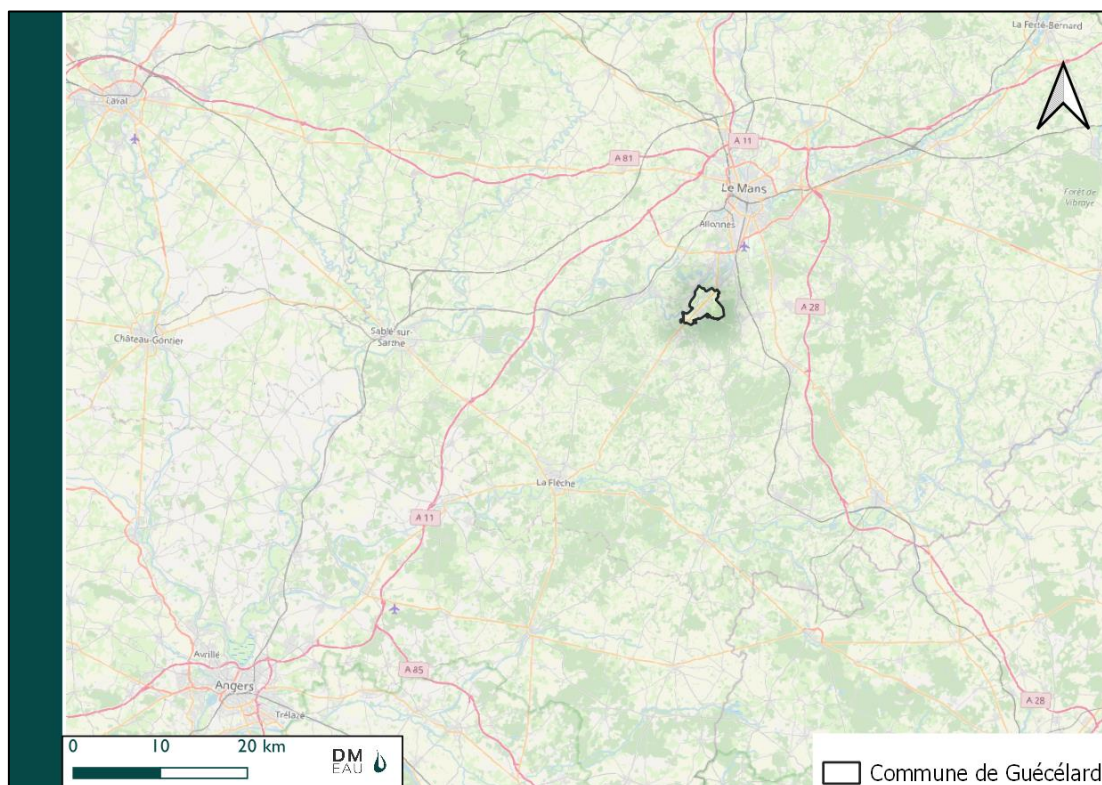 La Ferté-Bernard
Laval
A 11
A 81
Le Mans
Forêt de
Vibraye
Allonnes
A 28
Sablé-sur-
Sarthe
Château-Gontier
La Flèche
A 11
Avrillé
A 85
Angers
A 28
Trélazé
0 10 20 km
DM
EAU
Commune de Guécélard